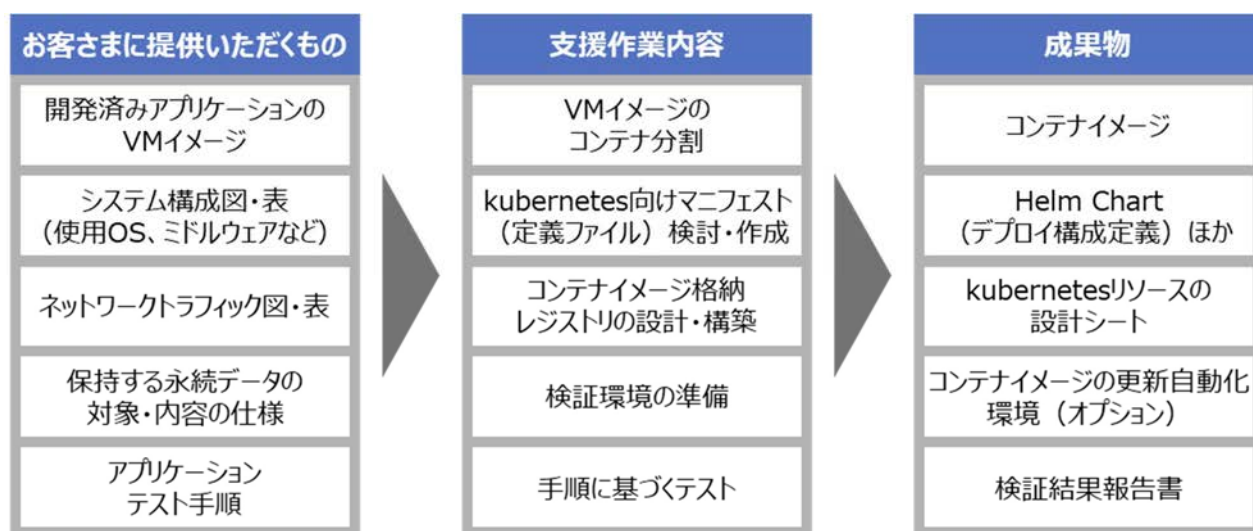 お客さまに提供いただくもの
開発済みアプリケーションの
VMイメージ
システム構成図・表
(使用OS、ミドルウェアなど)
ネットワークトラフィック図・表
保持する永続データの
対象・内容の仕様
アプリケーション
テスト手順
支援作業内容
VMイメージの
コンテナ分割
kubernetes向けマニフェスト
(定義ファイル)検討・作成
コンテナイメージ格納
レジストリの設計・構築
検証環境の準備
手順に基づくテスト
成果物
コンテナイメージ
Helm Chart
(デプロイ構成定義)ほか
kubernetesリソースの
設計シート
コンテナイメージの更新自動化
環境(オプション)
検証結果報告書